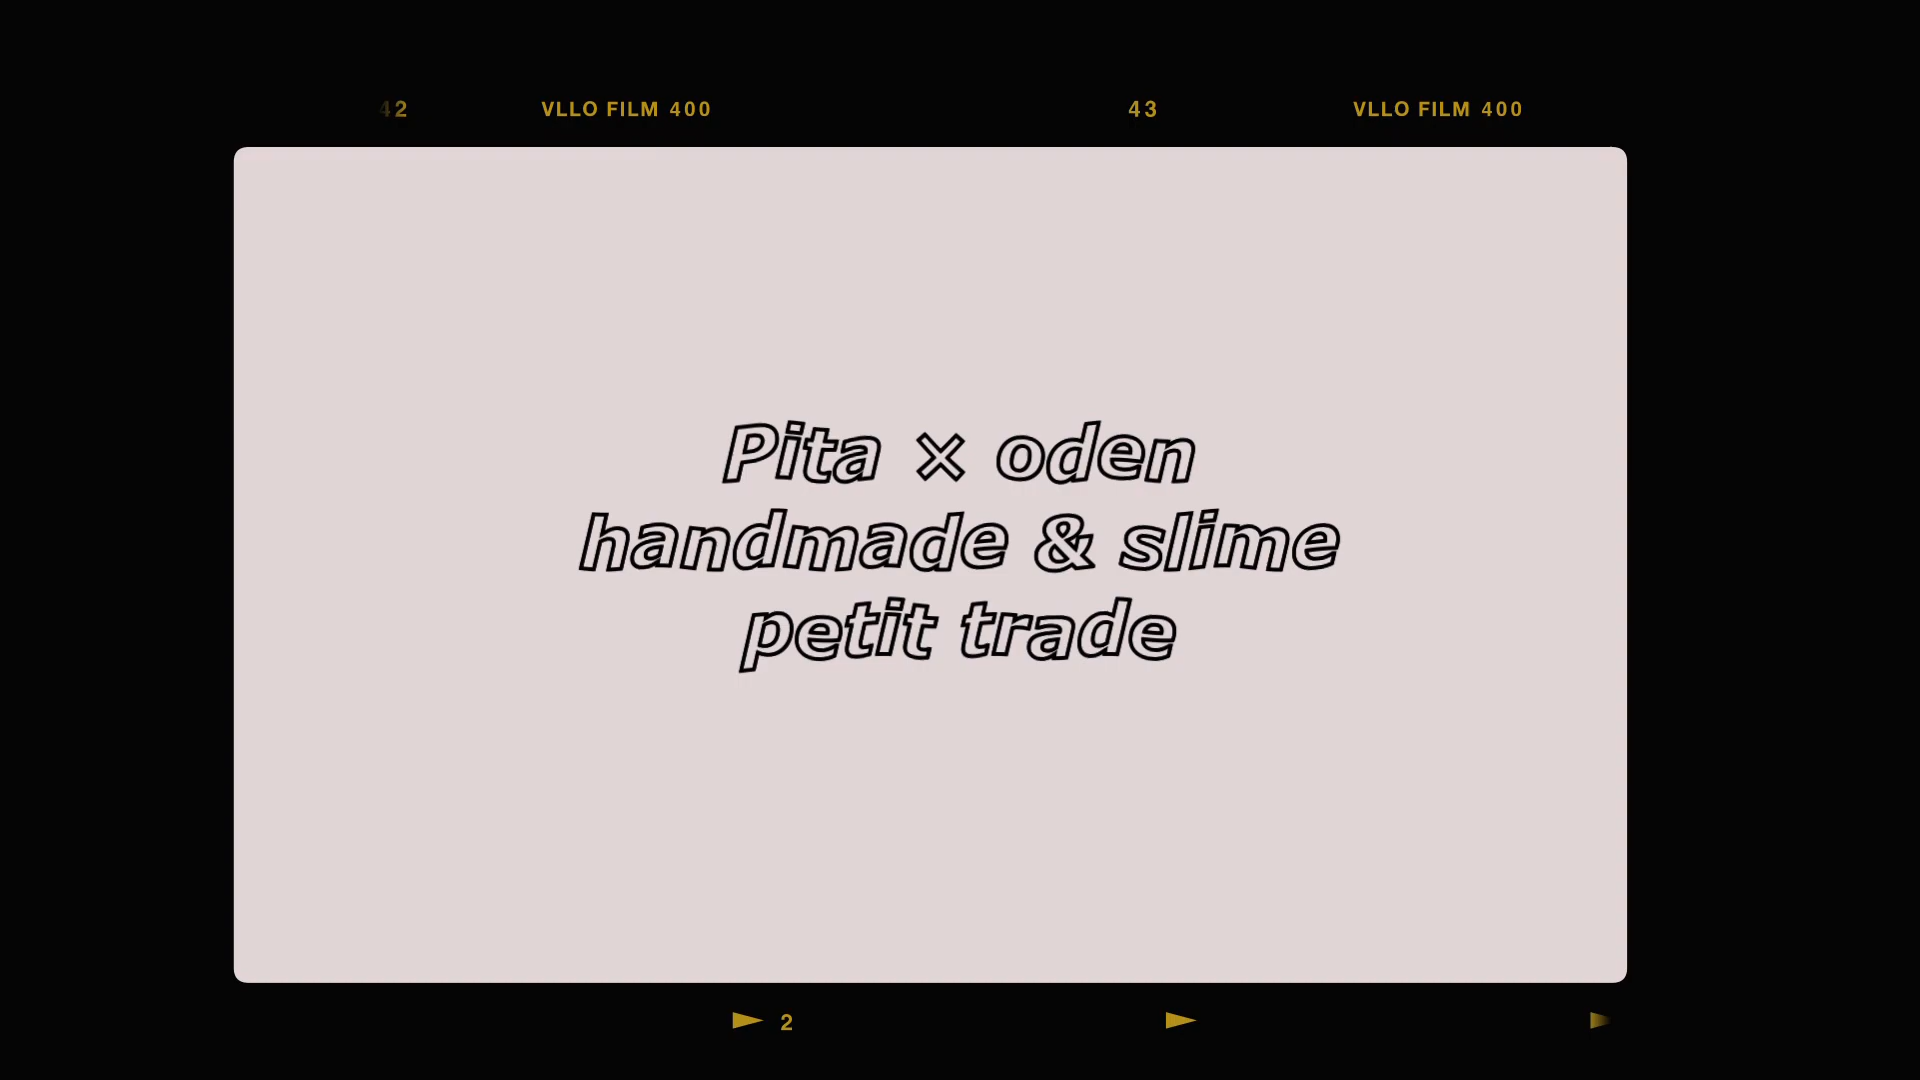 42 VLLO FILM 400 43 VLLO FILM 400
Pita × oden
handmade & slime
petit trade
2